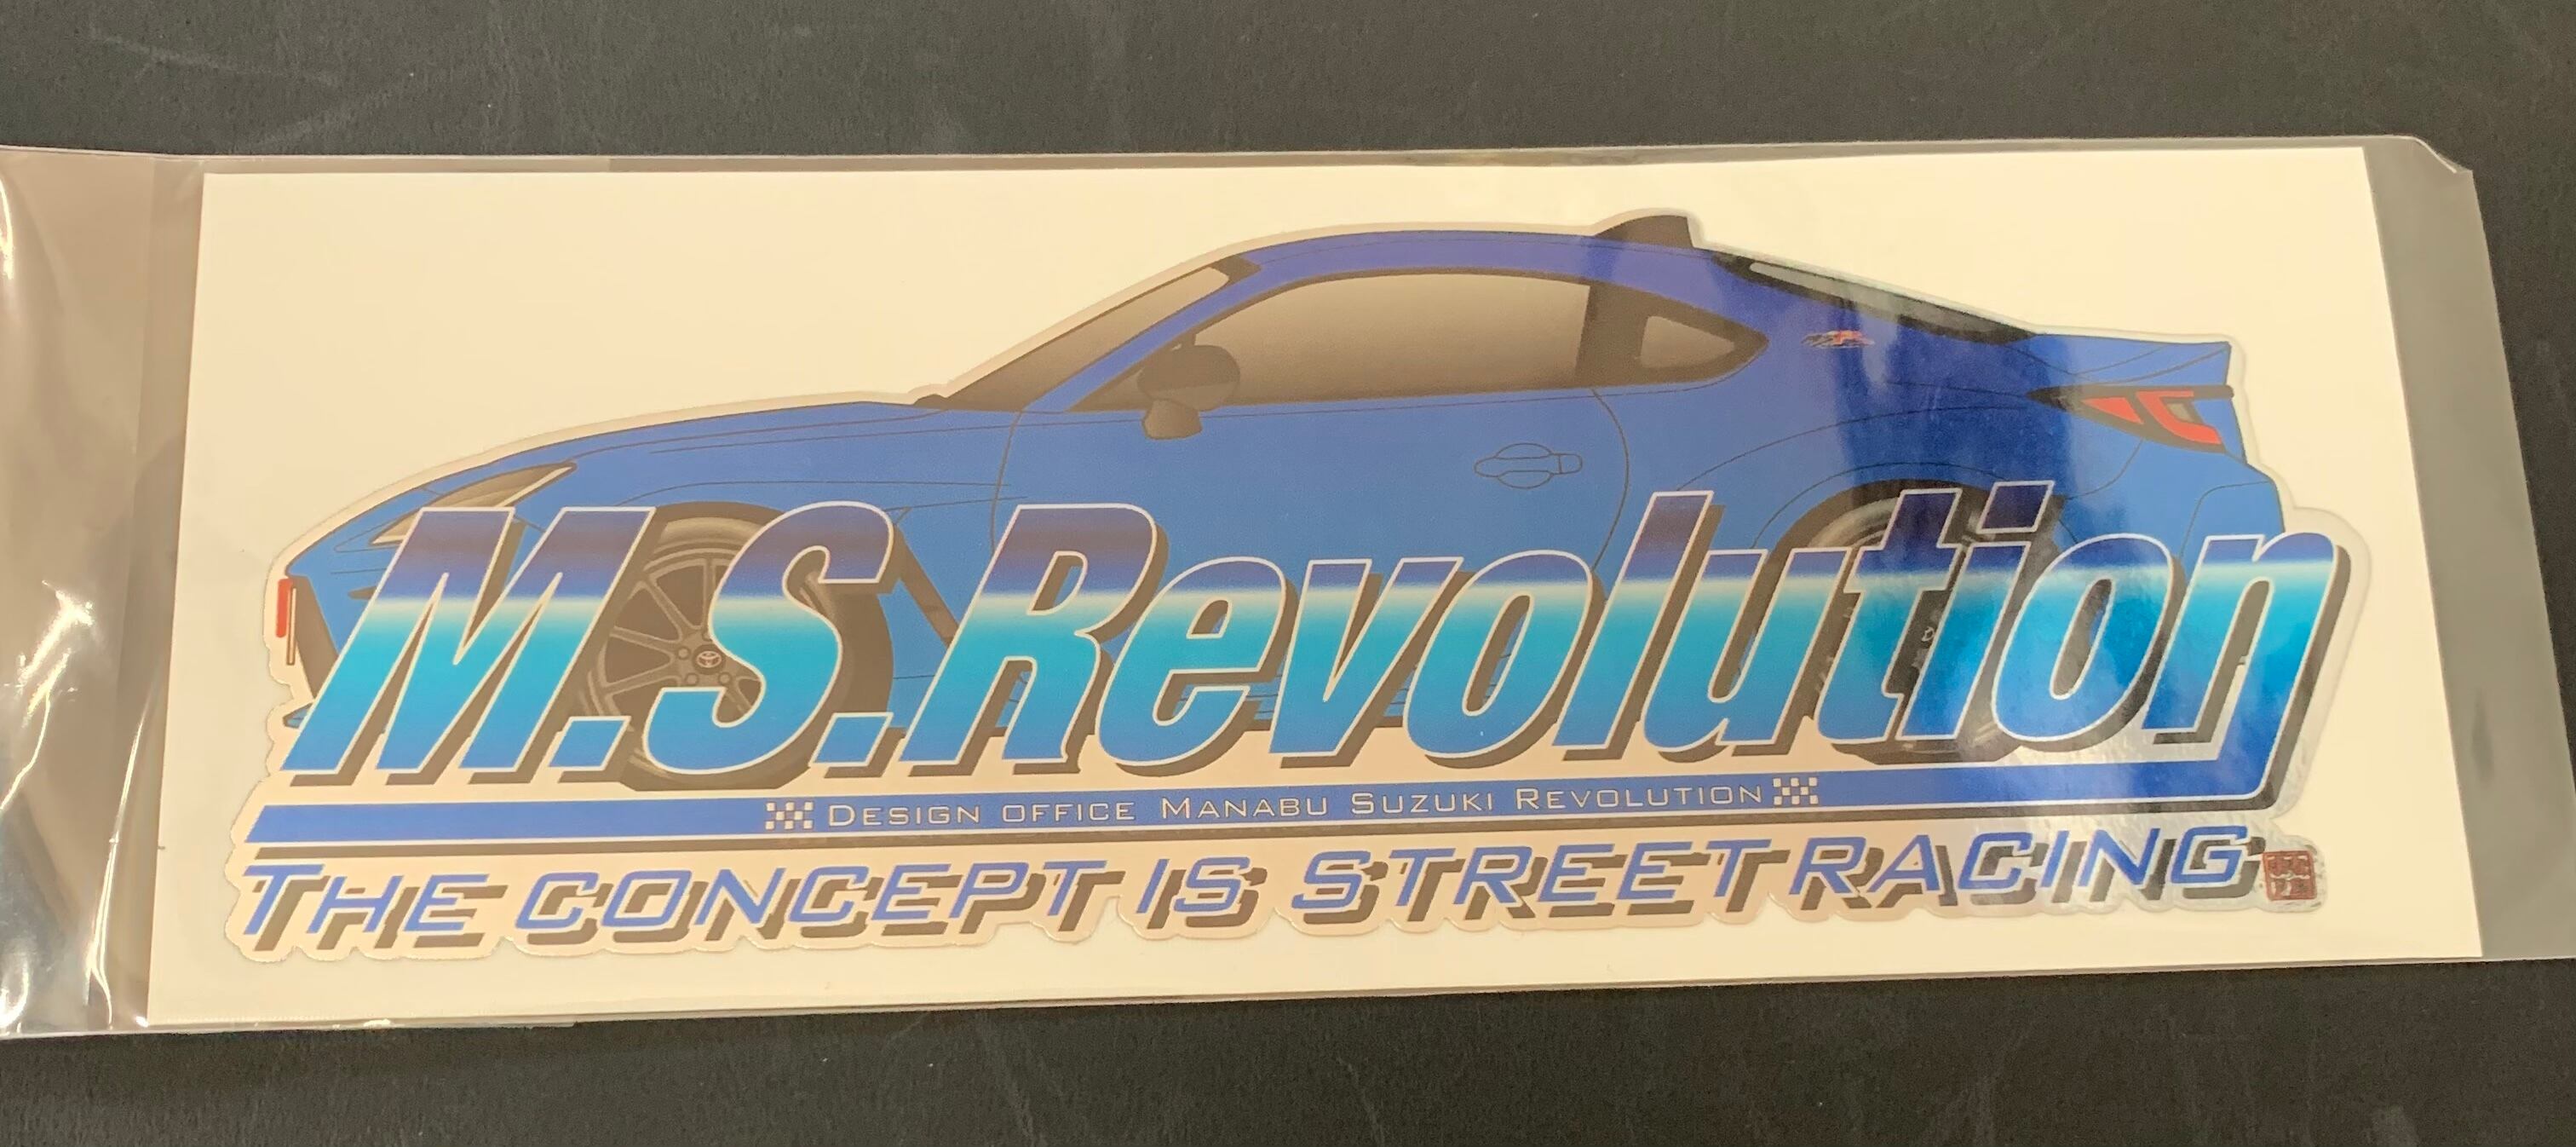 M.S.Revolution
Design office Manabu Suzuki Revolution
The concept is street racing